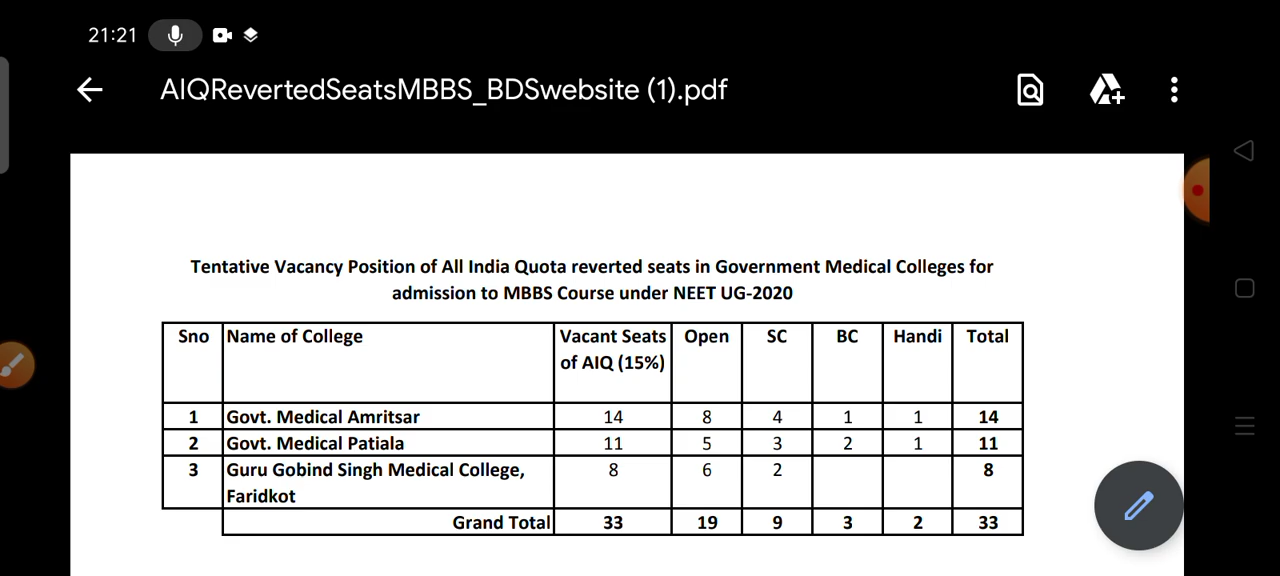 21:21
AIQRevertedSeatsMBBS_BDSwebsite (1).pdf
Tentative Vacancy Position of All India Quota reverted seats in Government Medical Colleges for
admission to MBBS Course under NEET UG-2020
Sno Name of College Vacant Seats Open SC BC Handi Total
of AIQ (15%)
1 Govt. Medical Amritsar 14 8 4 1 1 14
2 Govt. Medical Patiala 11 5 3 2 1 11
3 Guru Gobind Singh Medical College, 8 6 2 8
Faridkot
Grand Total 33 19 9 3 2 33